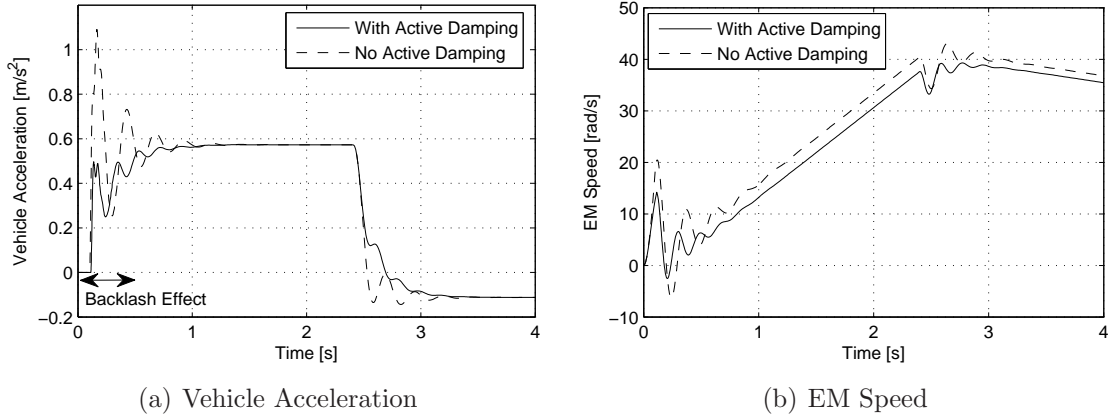 With Active Damping
No Active Damping
1
0.8
0.6
0.4
0.2
0
−0.2
Vehicle Acceleration [m/s²]
Backlash Effect
0 1 2 3 4
Time [s]
(a) Vehicle Acceleration
With Active Damping
No Active Damping
50
40
30
20
10
0
−10
EM Speed [rad/s]
0 1 2 3 4
Time [s]
(b) EM Speed